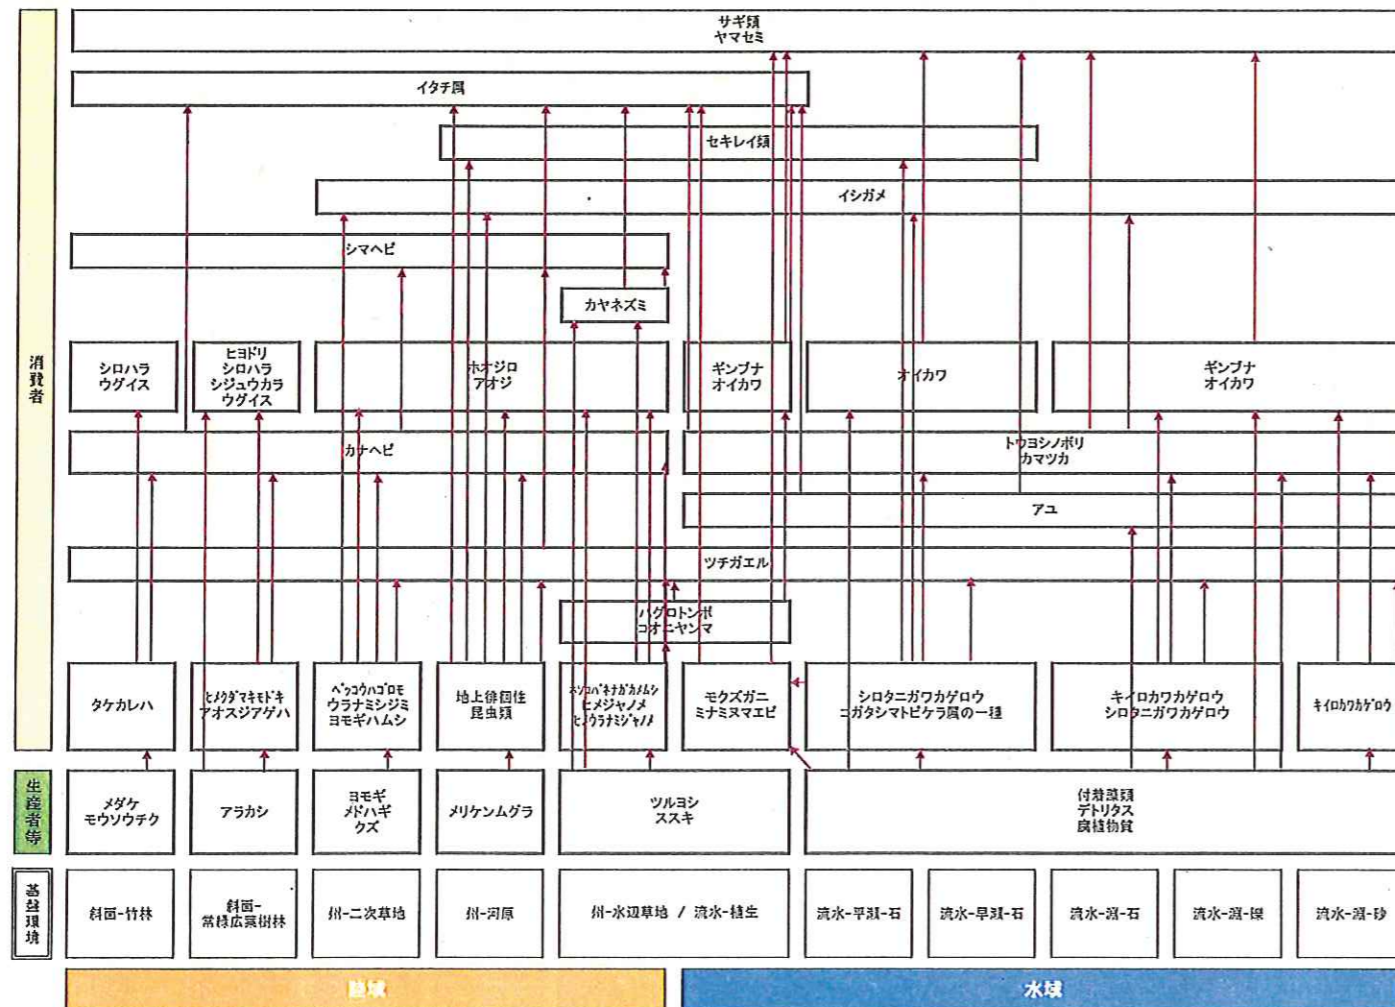 サギ類
ヤマセミ
イタチ属
セキレイ類
イシガメ
シマヘビ
カヤネズミ
消費者
シロハラ
ウグイス
ヒヨドリ
シロハラ
シジュウカラ
ウグイス
ホオジロ
アオジ
ギンブナ
オイカワ
オイカワ
ギンブナ
オイカワ
カナヘビ
トウヨシノボリ
カマツカ
アユ
ツチガエル
ハグロトンボ
コオニヤンマ
タケカレハ
ヒメクダマキモドキ
アオスジアゲハ
ベッコウハゴロモ
ウラナミシジミ
ヨモギハムシ
地上徘徊性
昆虫類
ホソコバネナガカメムシ
ヒメジャノメ
ヒメウラナミジャノメ
モクズガニ
ミナミヌマエビ
シロタニガワカゲロウ
コガタシマトビケラ属の一種
キイロカワカゲロウ
シロタニガワカゲロウ
キイロカワカゲロウ
生産者等
メダケ
モウソウチク
アラカシ
ヨモギ
メドハギ
クズ
メリケンムグラ
ツルヨシ
ススキ
付着藻類
デトリタス
腐植物質
基盤環境
斜面-竹林
斜面-
常緑広葉樹林
州-二次草地
州-河原
州-水辺草地 / 流水-植生
流水-平瀬-石
流水-早瀬-石
流水-淵-石
流水-淵-礫
流水-淵-砂
陸域
水域